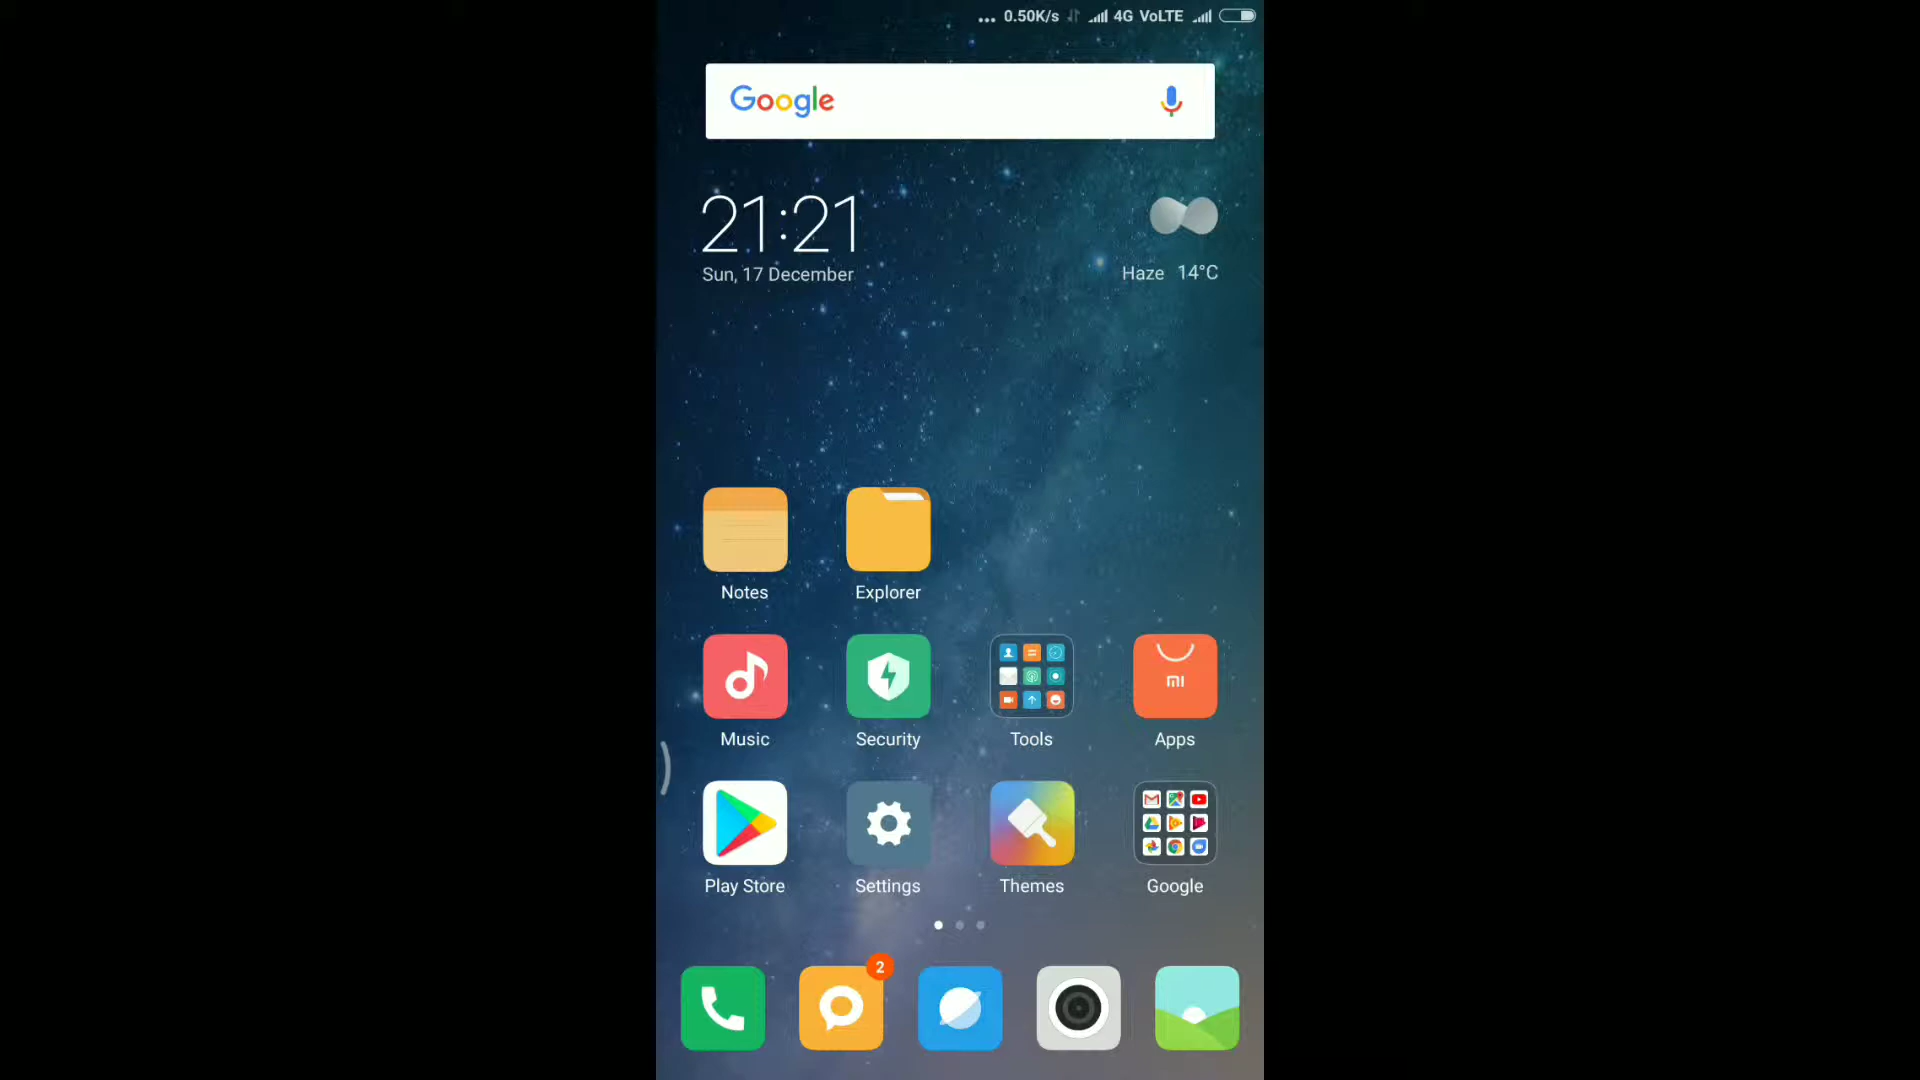 ... 0.50K/s 4G VoLTE
Google
21:21
Sun, 17 December
Haze 14°C
Notes Explorer
Music Security Tools Apps
MI
Play Store Settings Themes Google
2